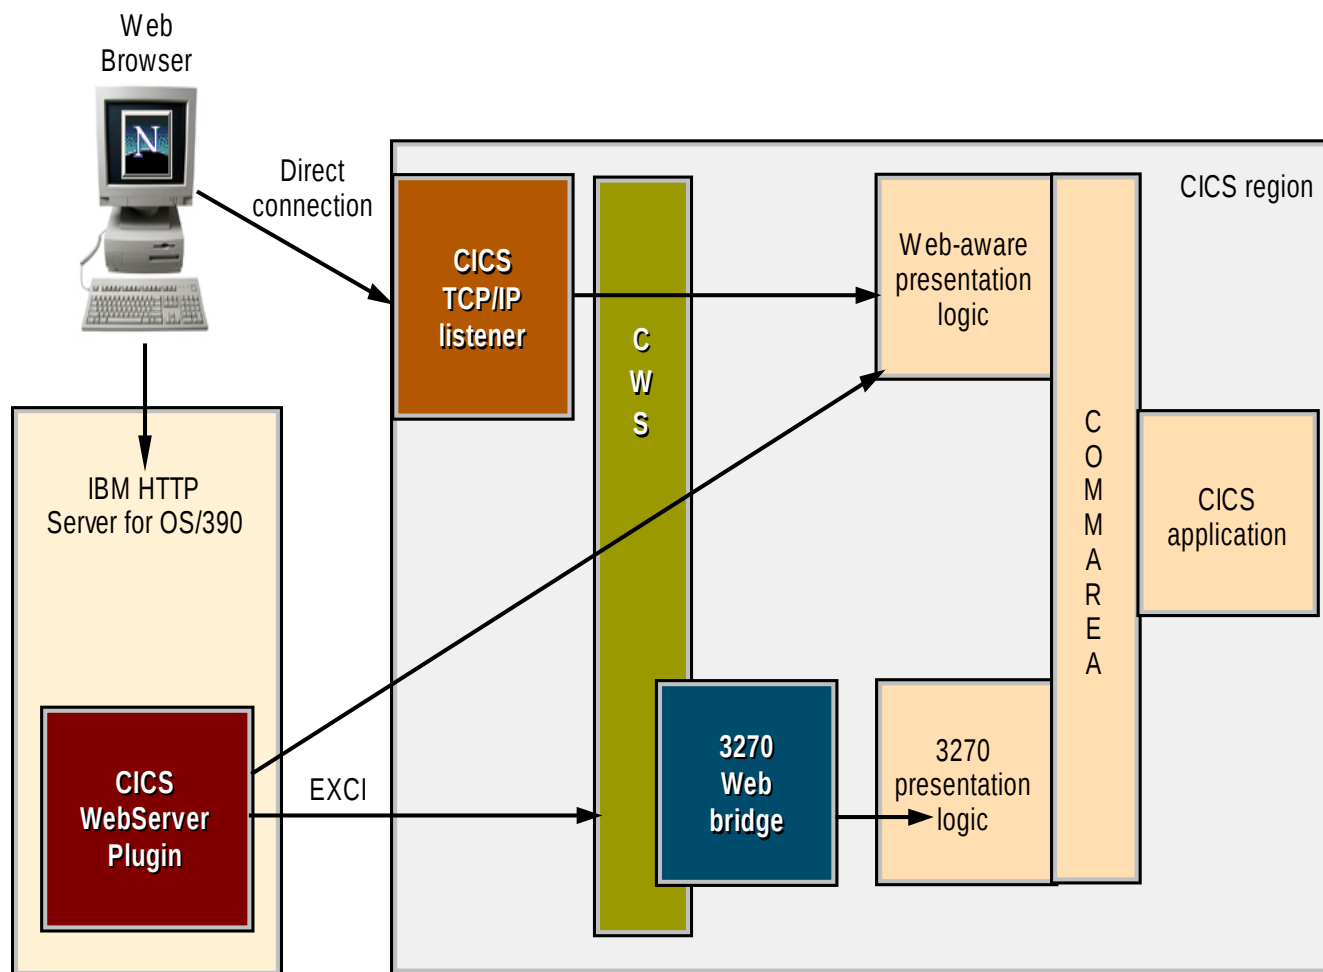 Web
Browser
N
Direct
connection
CICS region
CICS
TCP/IP
listener
C
W
S
Web-aware
presentation
logic
C
O
M
M
A
R
E
A
CICS
application
IBM HTTP
Server for OS/390
CICS
WebServer
Plugin
EXCI
3270
Web
bridge
3270
presentation
logic